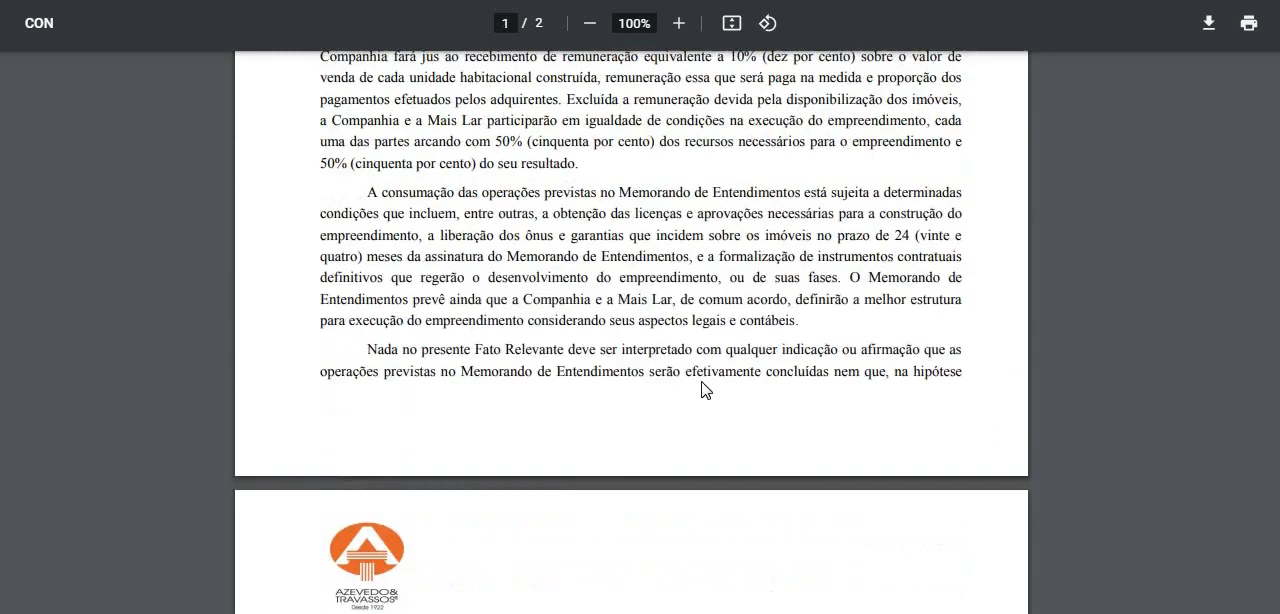 CON
1 / 2
100%
Companhia fará jus ao recebimento de remuneração equivalente a 10% (dez por cento) sobre o valor de
venda de cada unidade habitacional construída, remuneração essa que será paga na medida e proporção dos
pagamentos efetuados pelos adquirentes. Excluída a remuneração devida pela disponibilização dos imóveis,
a Companhia e a Mais Lar participarão em igualdade de condições na execução do empreendimento, cada
uma das partes arcando com 50% (cinquenta por cento) dos recursos necessários para o empreendimento e
50% (cinquenta por cento) do seu resultado.
A consumação das operações previstas no Memorando de Entendimentos está sujeita a determinadas
condições que incluem, entre outras, a obtenção das licenças e aprovações necessárias para a construção do
empreendimento, a liberação dos ônus e garantias que incidem sobre os imóveis no prazo de 24 (vinte e
quatro) meses da assinatura do Memorando de Entendimentos, e a formalização de instrumentos contratuais
definitivos que regerão o desenvolvimento do empreendimento, ou de suas fases. O Memorando de
Entendimentos prevê ainda que a Companhia e a Mais Lar, de comum acordo, definirão a melhor estrutura
para execução do empreendimento considerando seus aspectos legais e contábeis.
Nada no presente Fato Relevante deve ser interpretado com qualquer indicação ou afirmação que as
operações previstas no Memorando de Entendimentos serão efetivamente concluídas nem que, na hipótese
AZEVEDO&
TRAVASSOS®
Desde 1922